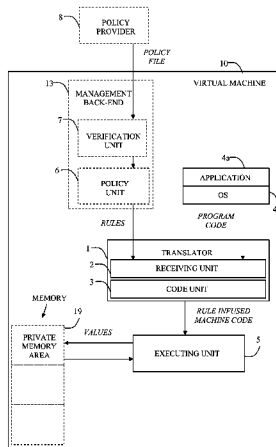 8
POLICY
PROVIDER
POLICY
FILE
10
VIRTUAL MACHINE
13
MANAGEMENT
BACK-END
7
VERIFICATION
UNIT
6
POLICY
UNIT
4a
APPLICATION
OS
4
RULES
PROGRAM
CODE
1
TRANSLATOR
2
RECEIVING UNIT
3
CODE UNIT
MEMORY
19
RULE INFUSED
MACHINE CODE
PRIVATE
MEMORY
AREA
VALUES
EXECUTING UNIT
5